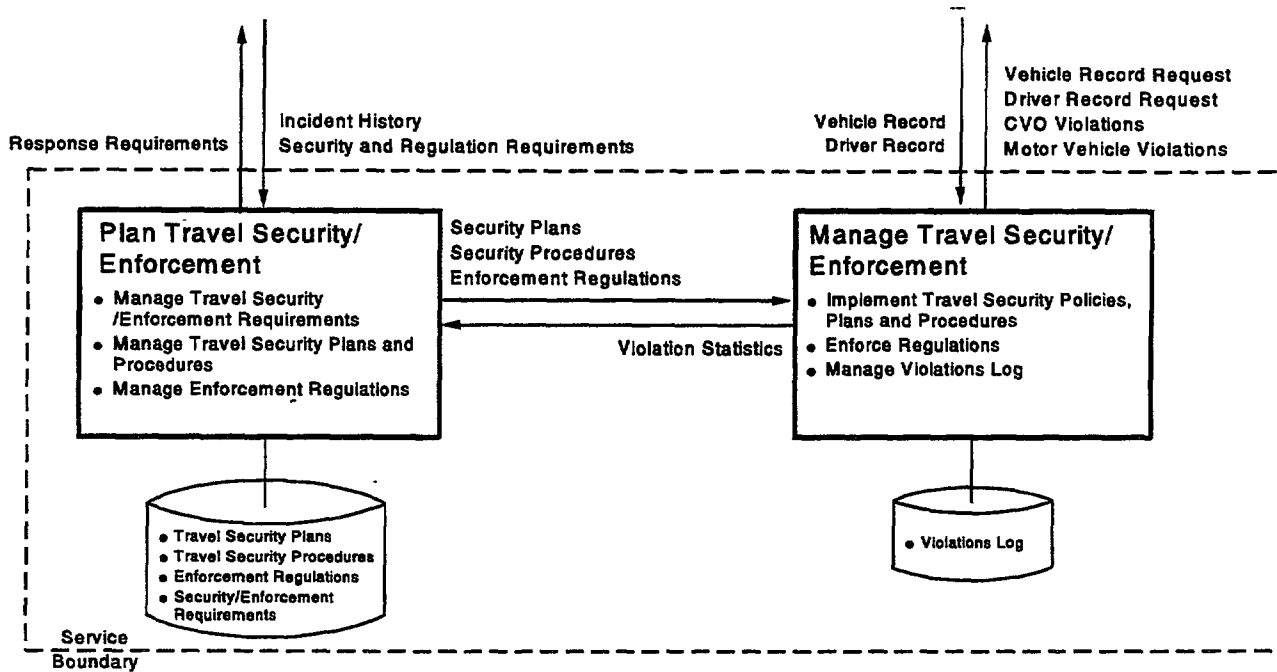 Response Requirements
Incident History
Security and Regulation Requirements
Vehicle Record
Driver Record
Vehicle Record Request
Driver Record Request
CVO Violations
Motor Vehicle Violations
Plan Travel Security/
Enforcement
• Manage Travel Security
/Enforcement Requirements
• Manage Travel Security Plans and
Procedures
• Manage Enforcement Regulations
Security Plans
Security Procedures
Enforcement Regulations
Violation Statistics
Manage Travel Security/
Enforcement
• Implement Travel Security Policies,
Plans and Procedures
• Enforce Regulations
• Manage Violations Log
• Travel Security Plans
• Travel Security Procedures
• Enforcement Regulations
• Security/Enforcement
Requirements
• Violations Log
Service
Boundary